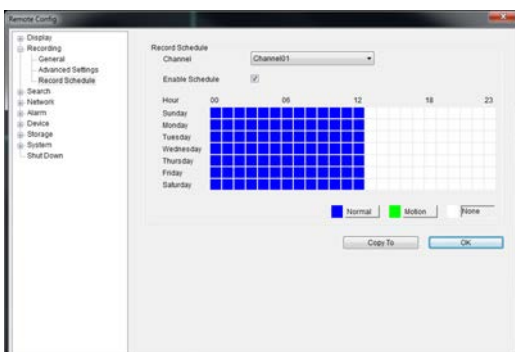 Remote Config
Display
Recording
General
Advanced Settings
Record Schedule
Search
Network
Alarm
Device
Storage
System
Shut Down
Record Schedule
Channel Channel01
Enable Schedule
Hour 00 06 12 18 23
Sunday
Monday
Tuesday
Wednesday
Thursday
Friday
Saturday
Normal Motion None
Copy To OK